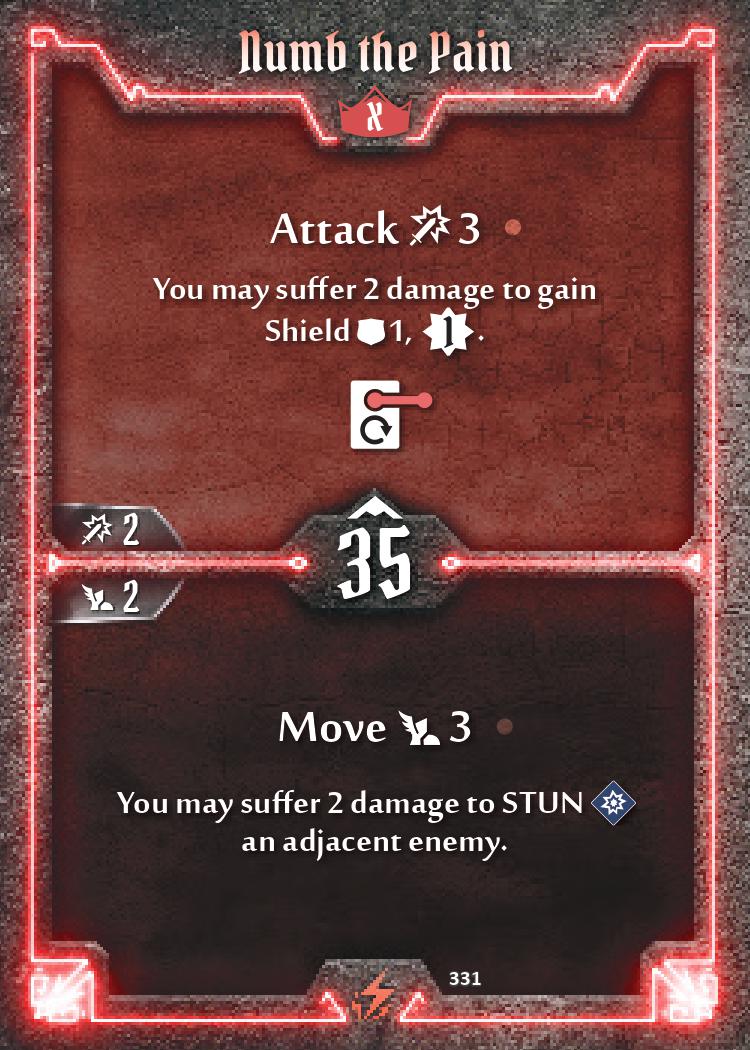 Numb the Pain
X
Attack 3
You may suffer 2 damage to gain
Shield 1, 1.
2
35
2
Move 3
You may suffer 2 damage to STUN
an adjacent enemy.
331